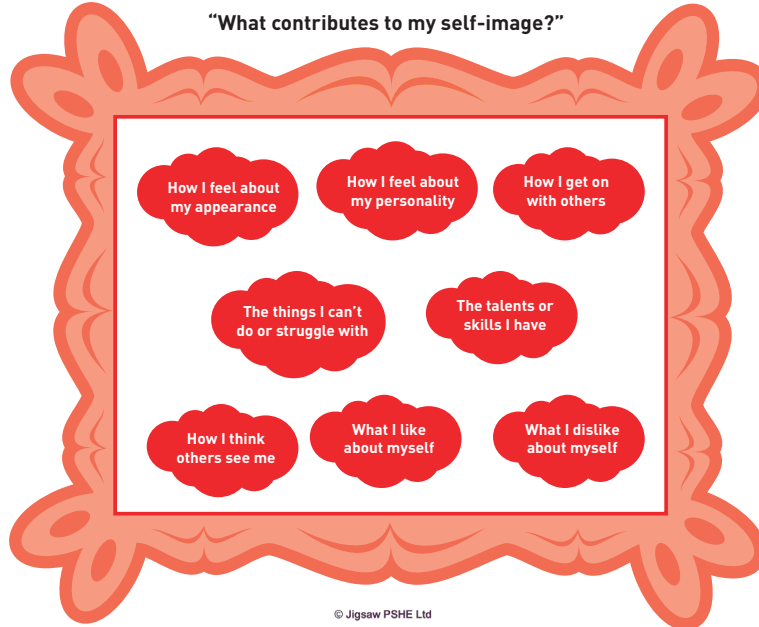 “What contributes to my self-image?”
How I feel about
my appearance
How I feel about
my personality
How I get on
with others
The things I can't
do or struggle with
The talents or
skills I have
How I think
others see me
What I like
about myself
What I dislike
about myself
© Jigsaw PSHE Ltd